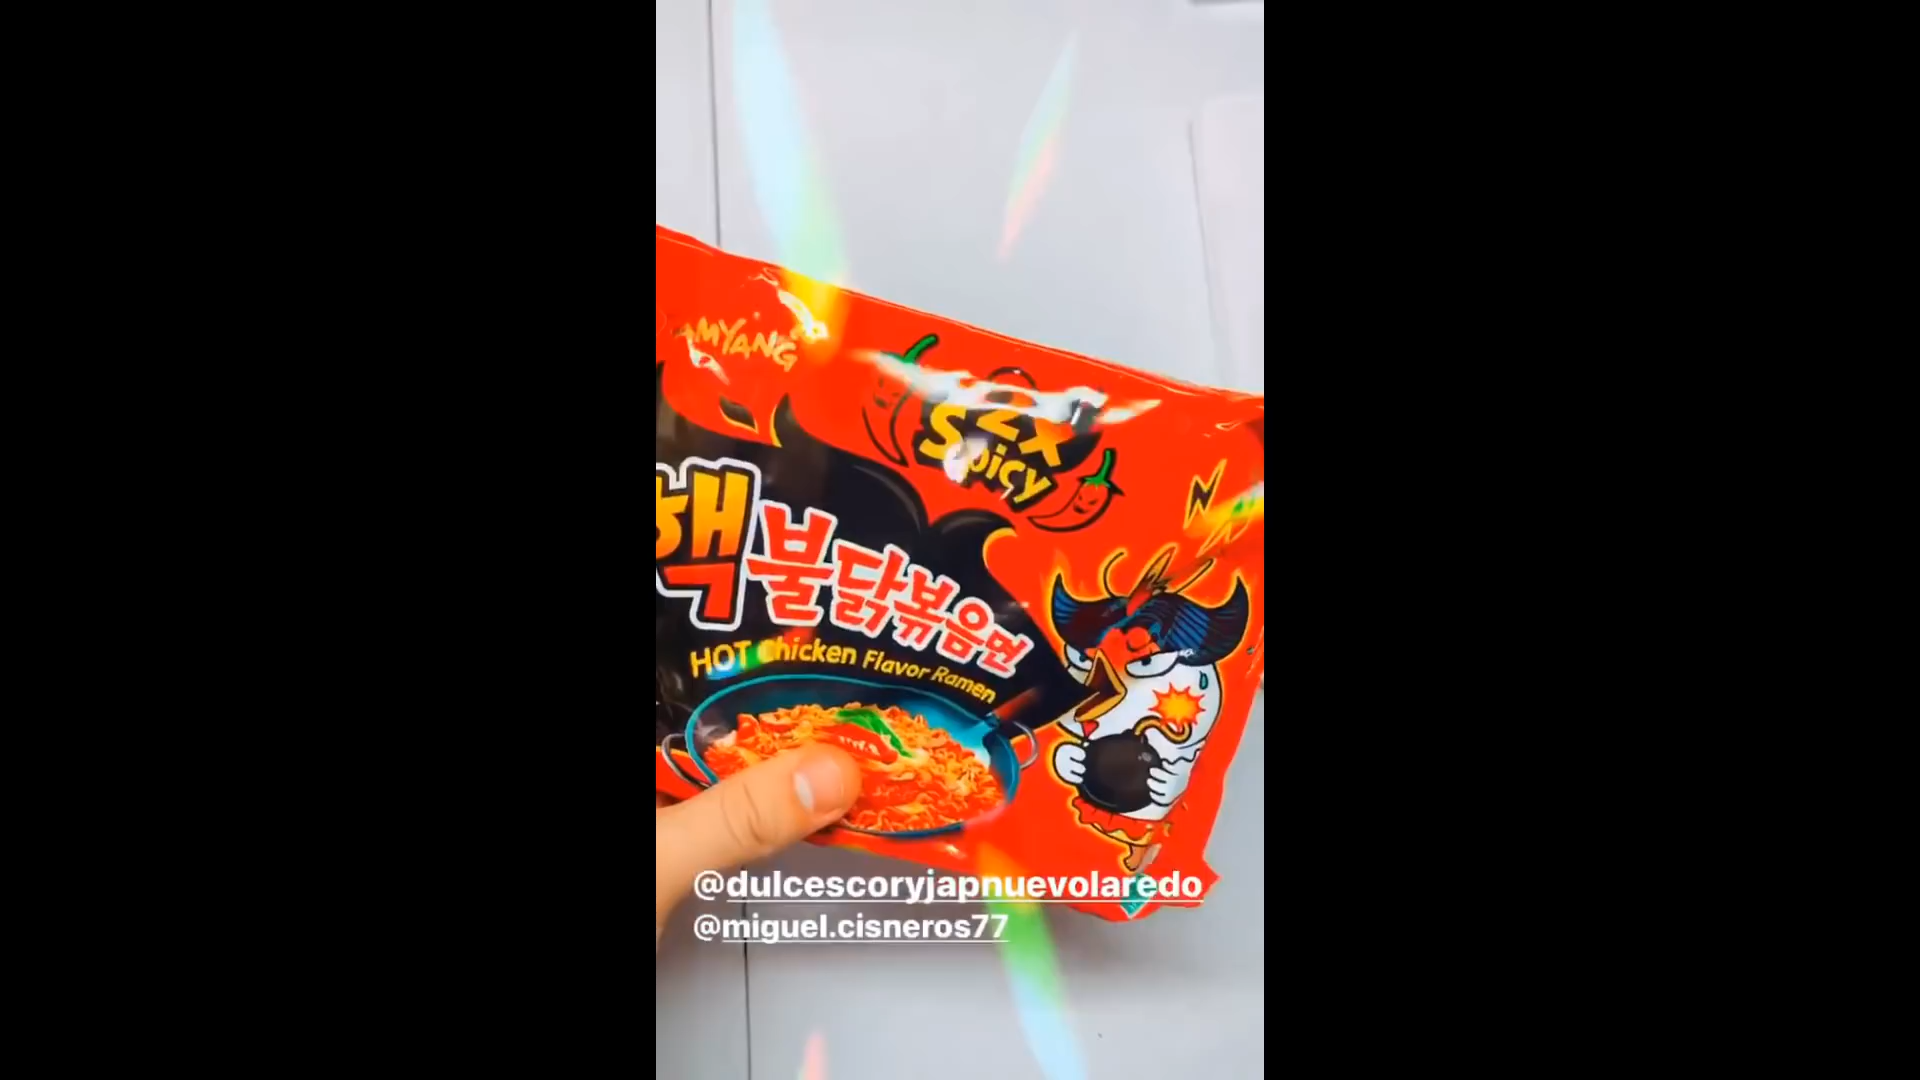 AMYANG
2x
Spicy
핵불닭볶음면
HOT Chicken Flavor Ramen
@dulcescoryjapnuevolaredo
@miguel.cisneros77